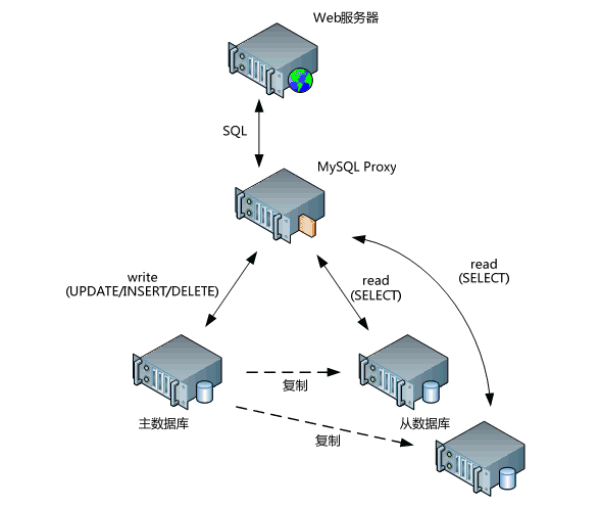 Web服务器
SQL
MySQL Proxy
write
(UPDATE/INSERT/DELETE)
read
(SELECT)
read
(SELECT)
复制
主数据库
从数据库
复制